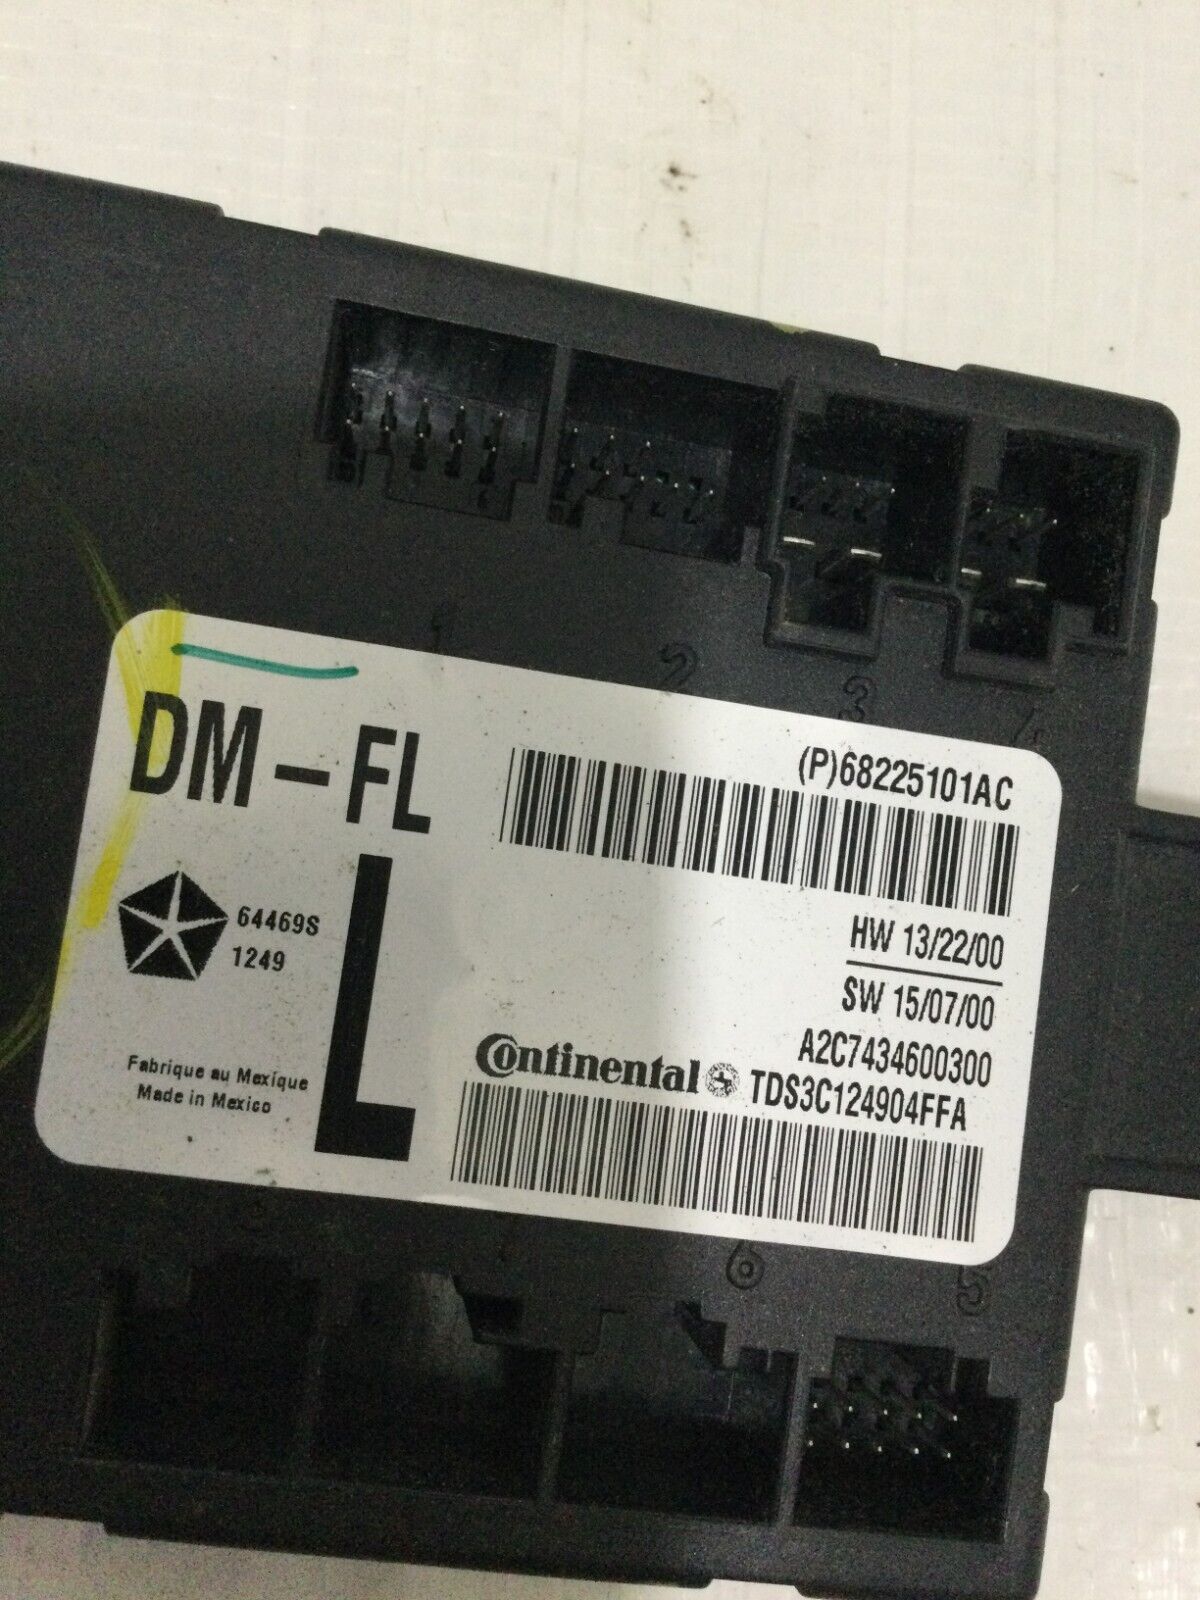 1
2
3
4
DM-FL
(P)68225101AC
L
64469S
1249
HW 13/22/00
SW 15/07/00
A2C7434600300
Continental TDS3C124904FFA
Fabrique au Mexique
Made in Mexico
6
5